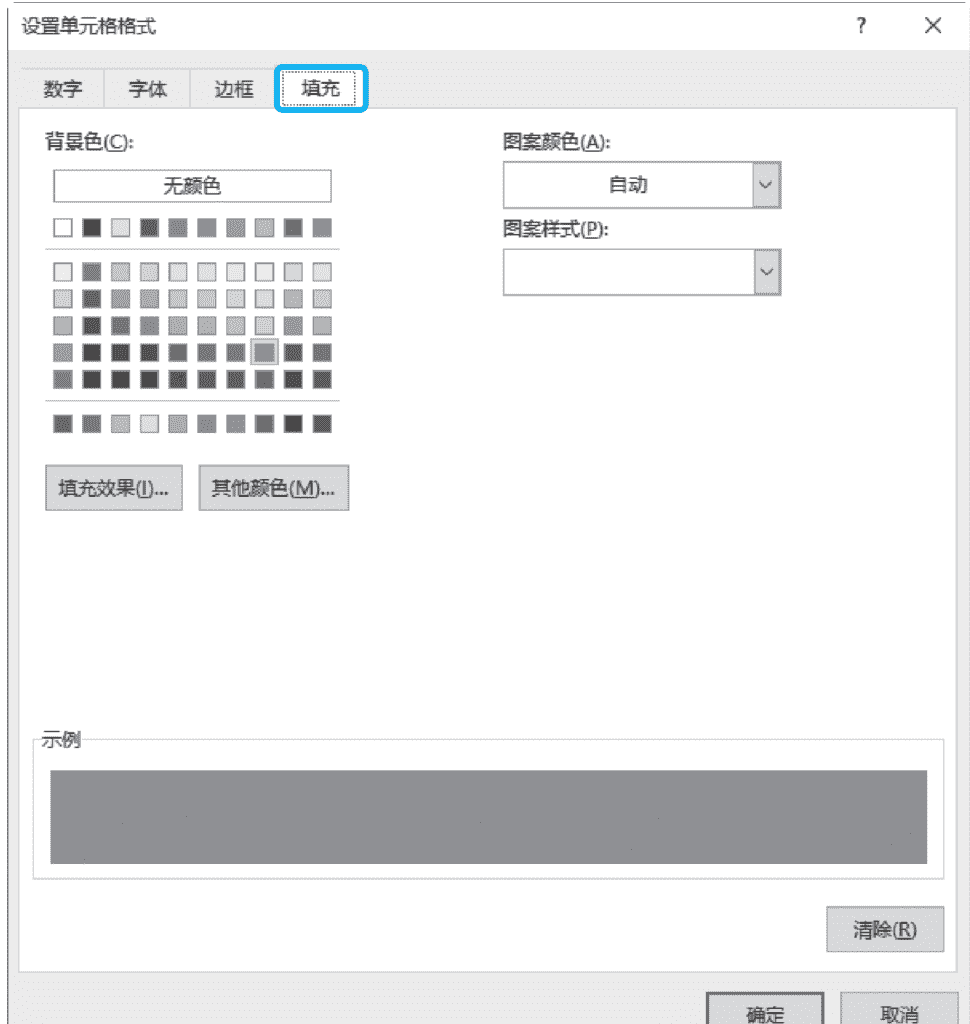 设置单元格格式 ?
数字 字体 边框 填充
背景色(C):
无颜色
填充效果(I)... 其他颜色(M)...
图案颜色(A):
自动
图案样式(P):
示例
清除(R)
确定 取消